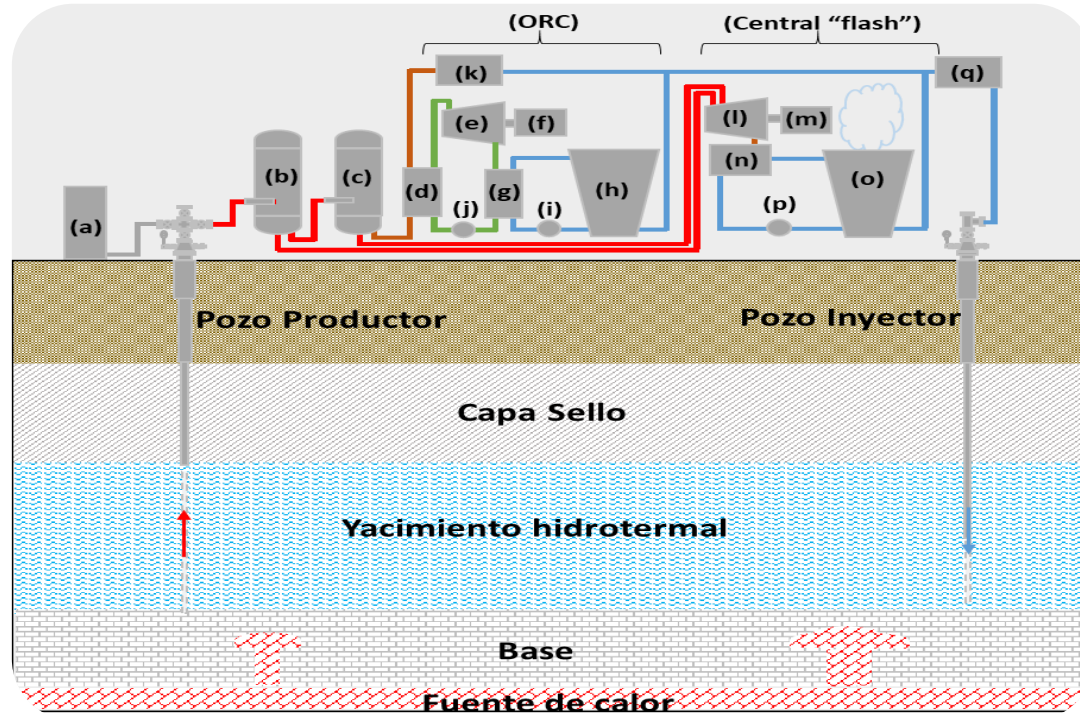 (ORC)
(Central “flash”)
(k)
(q)
(e)
(f)
(l)
(m)
(b)
(c)
(d)
(g)
(h)
(n)
(o)
(a)
(j)
(i)
(p)
Pozo Productor
Pozo Inyector
Capa Sello
Yacimiento hidrotermal
Base
Fuente de calor